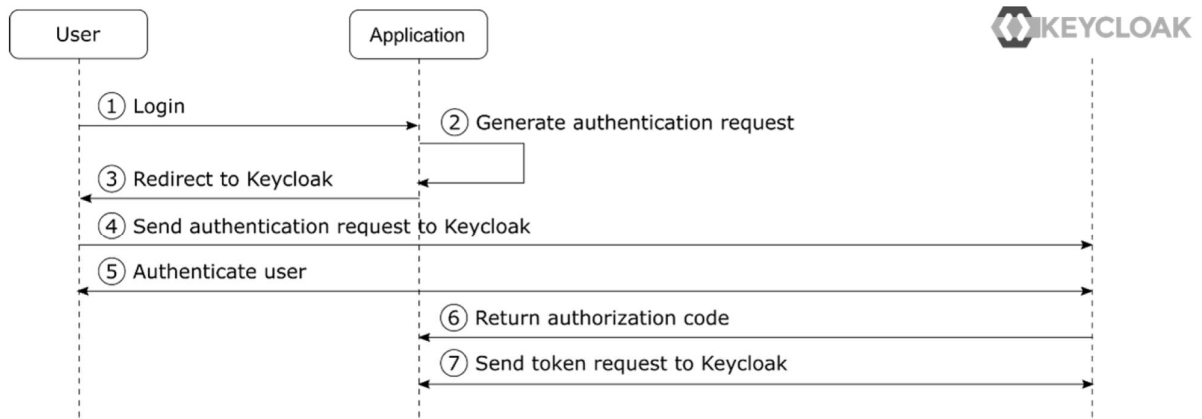 User
Application
KEYCLOAK
1 Login
2 Generate authentication request
3 Redirect to Keycloak
4 Send authentication request to Keycloak
5 Authenticate user
6 Return authorization code
7 Send token request to Keycloak